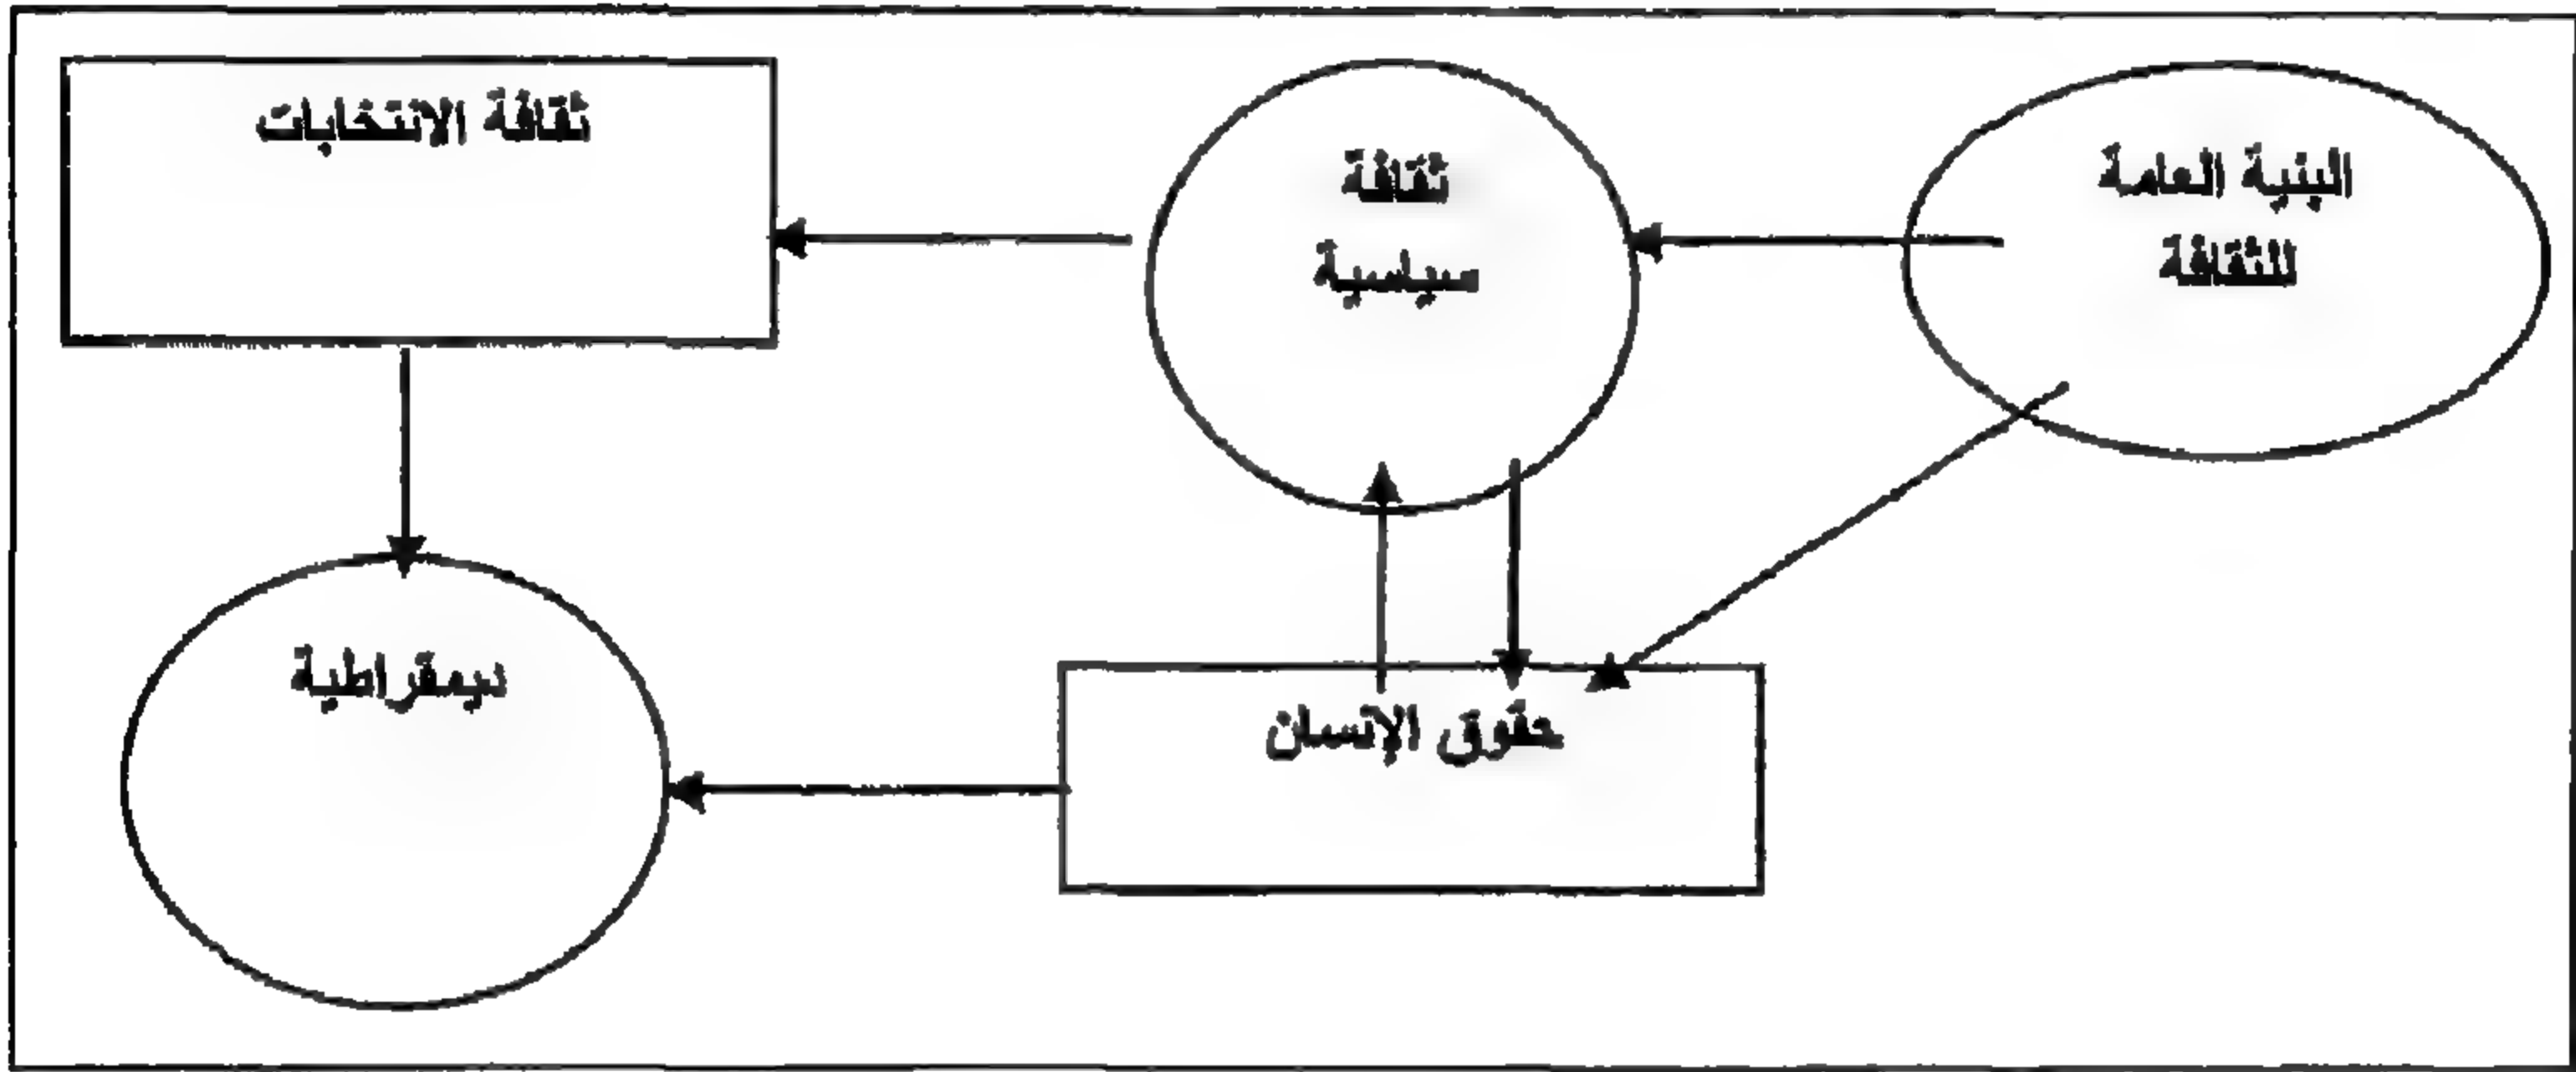 البنية العامة
للثقافة
ثقافة
سياسية
ثقافة الانتخابات
حقوق الإنسان
ديمقراطية